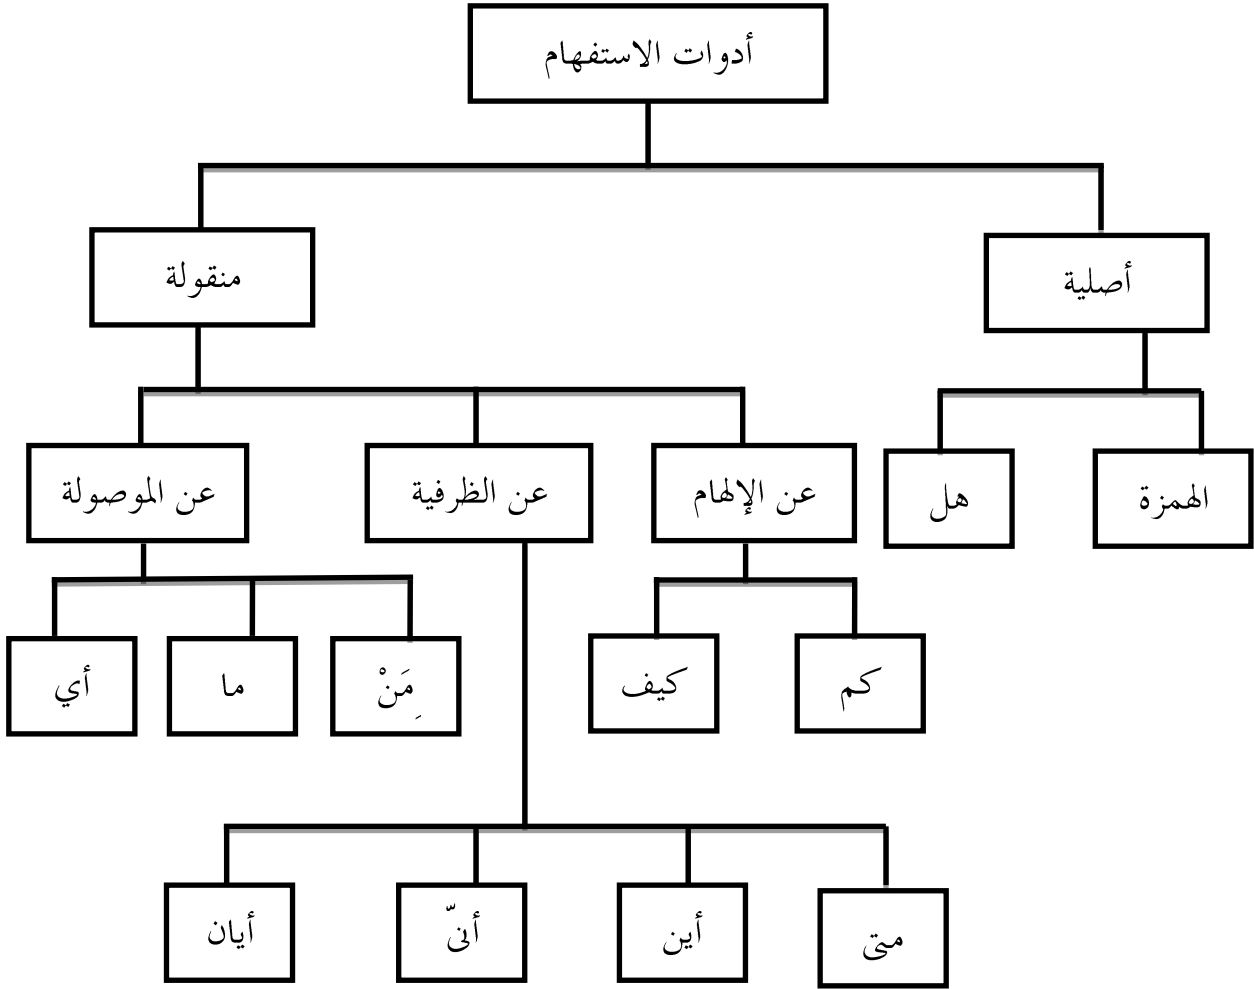 أدوات الاستفهام
أصلية
منقولة
الهمزة
هل
عن الإلهام
عن الظرفية
عن الموصولة
كم
كيف
مَنْ
ما
أي
متى
أين
أنىّ
أيان